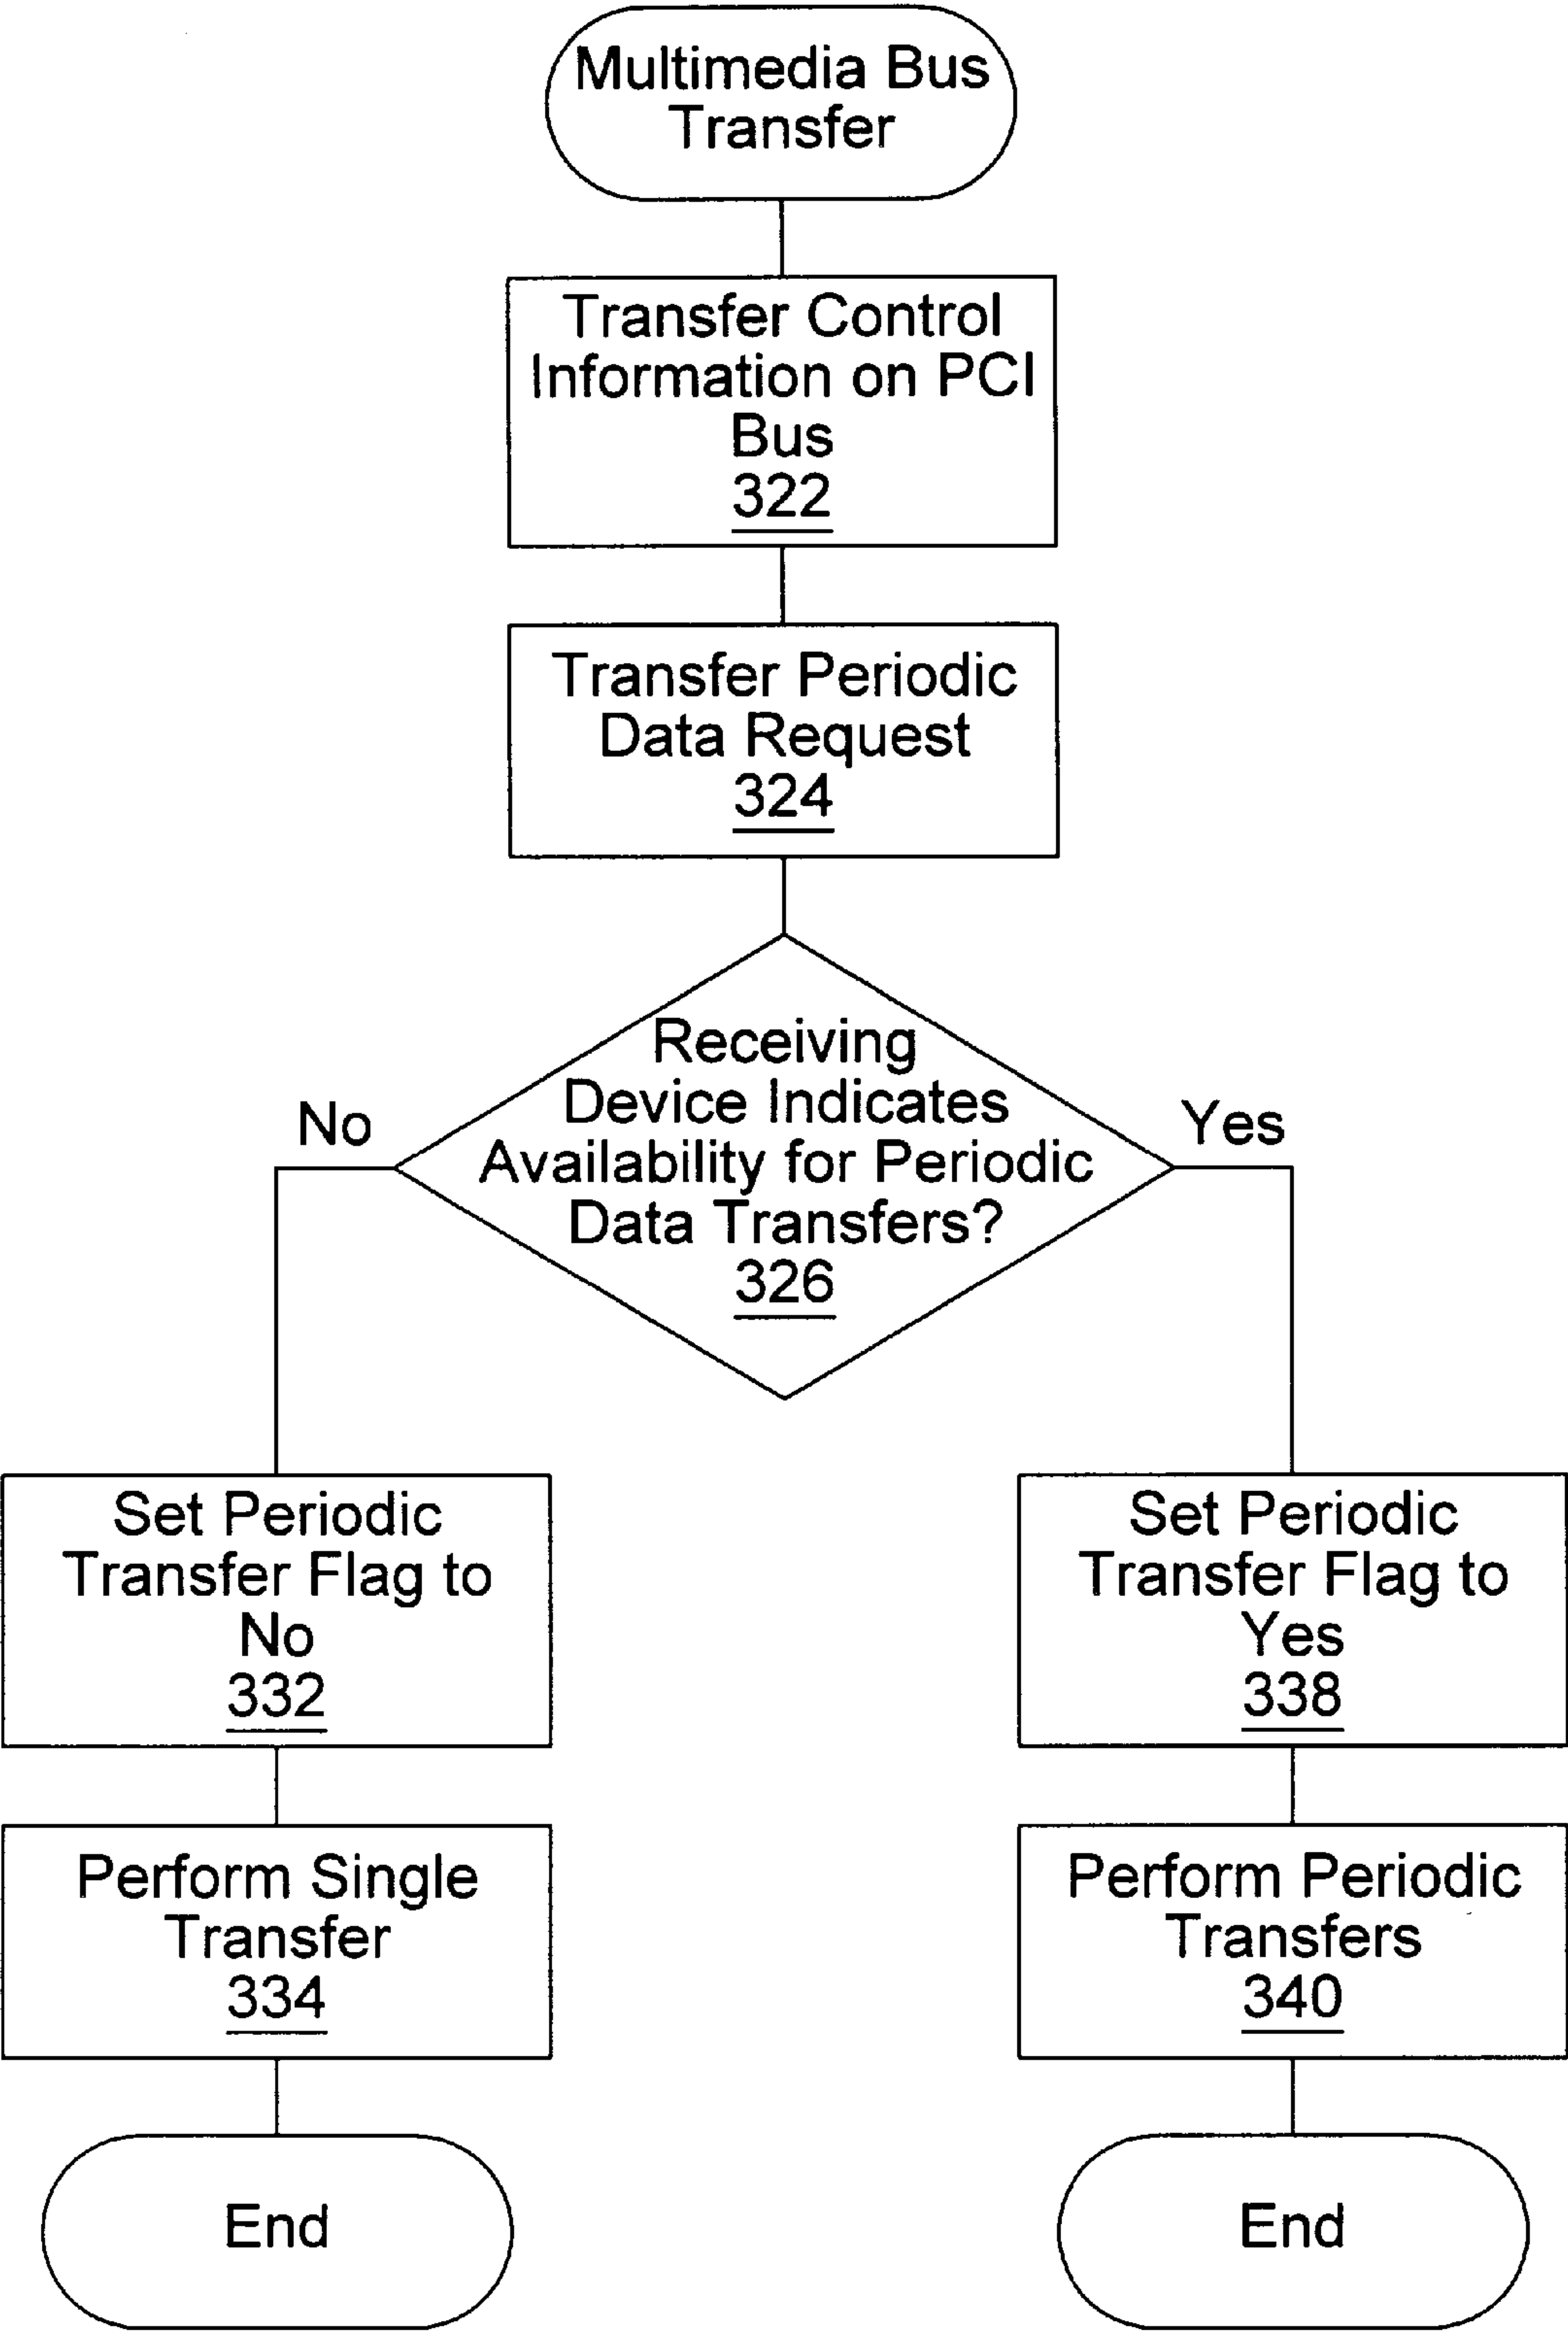 Multimedia Bus
Transfer
Transfer Control
Information on PCI
Bus
322
Transfer Periodic
Data Request
324
Receiving
Device Indicates
Availability for Periodic
Data Transfers?
326
No
Yes
Set Periodic
Transfer Flag to
No
332
Set Periodic
Transfer Flag to
Yes
338
Perform Single
Transfer
334
Perform Periodic
Transfers
340
End
End